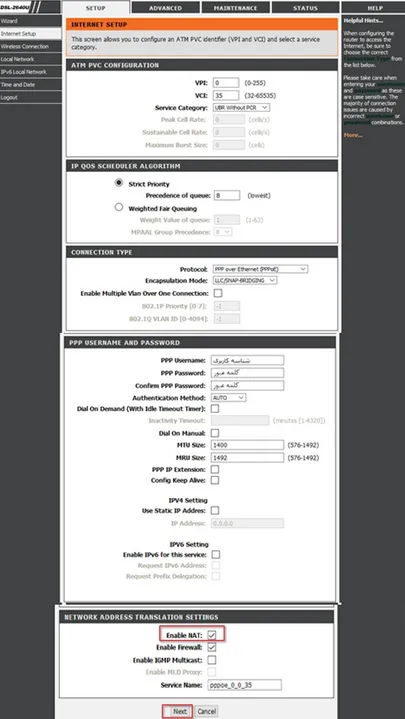 DSL-2640U SETUP ADVANCED MAINTENANCE STATUS HELP
Wizard
Internet Setup
Wireless Connection
Local Network
IPv6 Local Network
Time and Date
Logout
INTERNET SETUP
This screen allows you to configure an ATM PVC identifier (VPI and VCI) and select a service
category.
ATM PVC CONFIGURATION
VPI: 0 (0-255)
VCI: 35 (32-65535)
Service Category: UBR Without PCR
Peak Cell Rate: 0 (cells/s)
Sustainable Cell Rate: 0 (cells/s)
Maximum Burst Size: 0 (cells)
IP QOS SCHEDULER ALGORITHM
Strict Priority
Precedence of queue: 8 (lowest)
Weighted Fair Queuing
Weight Value of queue: 1 (1-62)
MPAAL Group Precedence: 8
CONNECTION TYPE
Protocol: PPP over Ethernet (PPPoE)
Encapsulation Mode: LLC/SNAP-BRIDGING
Enable Multiple Vlan Over One Connection:
802.1P Priority [0-7]: -1
802.1Q VLAN ID [0-4094]: -1
PPP USERNAME AND PASSWORD
PPP Username: شناسه کاربری
PPP Password: کلمه عبور
Confirm PPP Password: کلمه عبور
Authentication Method: AUTO
Dial On Demand (With Idle Timeout Timer):
Inactivity Timeout: (minutes [1-4320])
Dial On Manual:
MTU Size: 1400 (576-1492)
MRU Size: 1492 (576-1492)
PPP IP Extension:
Config Keep Alive:
IPV4 Setting
Use Static IP Addres:
IP Address: 0.0.0.0
IPV6 Setting
Enable IPv6 for this service:
Request IPv6 Address:
Request Prefix Delegation:
NETWORK ADDRESS TRANSLATION SETTINGS
Enable NAT:
Enable Firewall:
Enable IGMP Multicast:
Enable MLD Proxy:
Service Name: pppoe_0_0_35
Next Cancel
Helpful Hints...
When configuring the
router to access the
Internet, be sure to
choose the correct
Connection Type from
the list below.
Please take care when
entering your username
and password as these
are case sensitive. The
majority of connection
issues are caused by
incorrect username or
password combinations.
More...